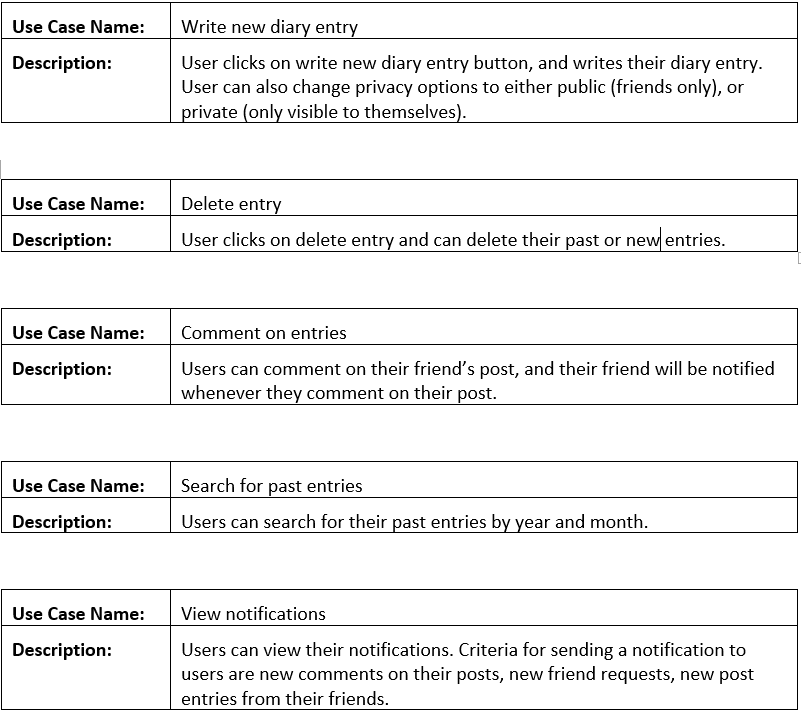 Use Case Name: Write new diary entry
Description: User clicks on write new diary entry button, and writes their diary entry.
User can also change privacy options to either public (friends only), or
private (only visible to themselves).
Use Case Name: Delete entry
Description: User clicks on delete entry and can delete their past or new entries.
Use Case Name: Comment on entries
Description: Users can comment on their friend’s post, and their friend will be notified
whenever they comment on their post.
Use Case Name: Search for past entries
Description: Users can search for their past entries by year and month.
Use Case Name: View notifications
Description: Users can view their notifications. Criteria for sending a notification to
users are new comments on their posts, new friend requests, new post
entries from their friends.